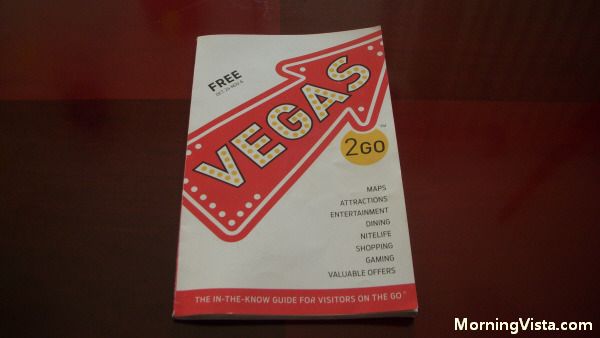 FREE
VEGAS
2GO™
MAPS
ATTRACTIONS
ENTERTAINMENT
DINING
NITELIFE
SHOPPING
GAMING
VALUABLE OFFERS
THE IN-THE-KNOW GUIDE FOR VISITORS ON THE GO
MorningVista.com